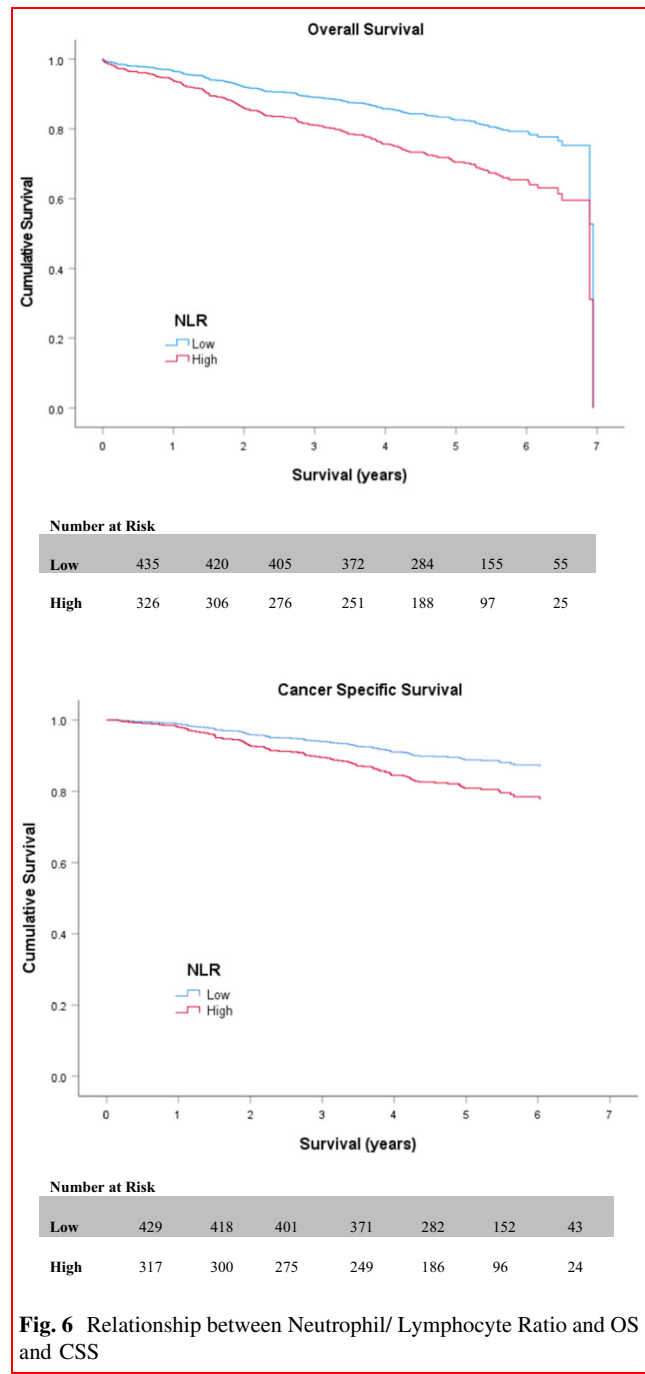 Overall Survival
Cumulative Survival
1.0
0.8
0.6
0.4
0.2
0.0
NLR
Low
High
0 1 2 3 4 5 6 7
Survival (years)
Number at Risk
Low 435 420 405 372 284 155 55
High 326 306 276 251 188 97 25
Cancer Specific Survival
Cumulative Survival
1.0
0.8
0.6
0.4
0.2
0.0
NLR
Low
High
0 1 2 3 4 5 6 7
Survival (years)
Number at Risk
Low 429 418 401 371 282 152 43
High 317 300 275 249 186 96 24
Fig. 6 Relationship between Neutrophil/ Lymphocyte Ratio and OS
and CSS